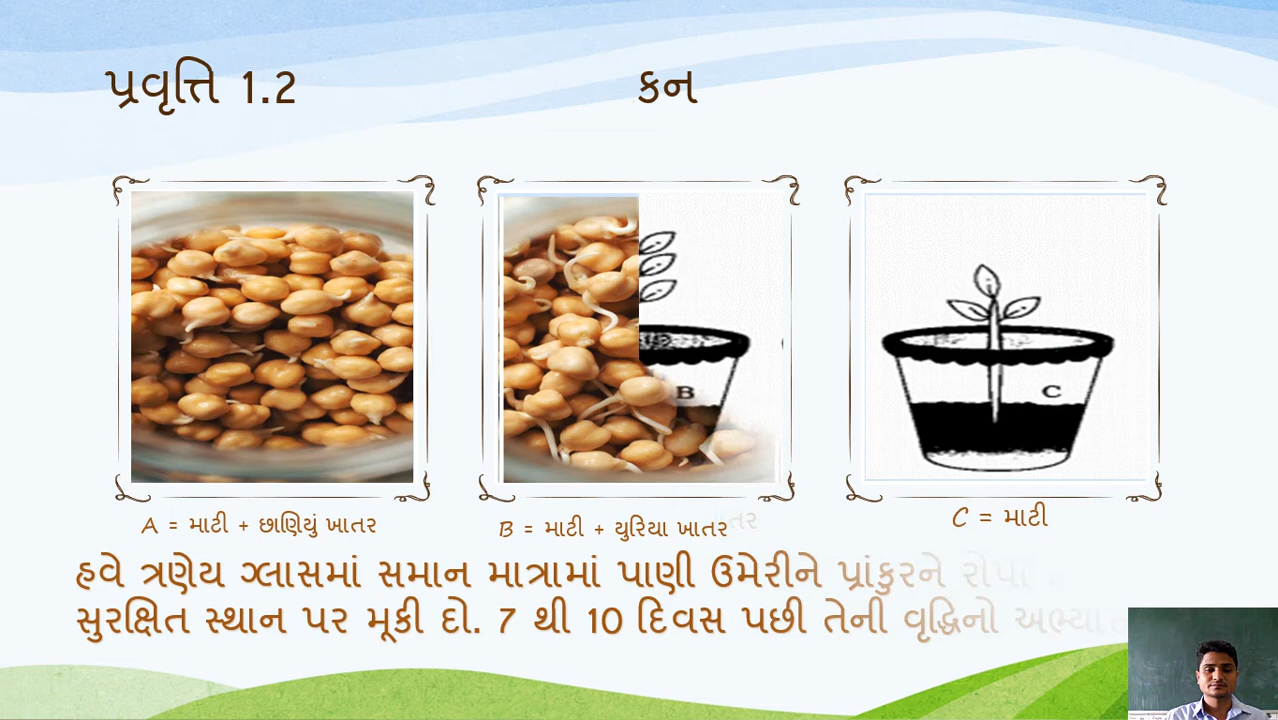 પ્રવૃત્તિ 1.2
કન
B
C
A = માટી + છાણિયું ખાતર
B = માટી + યુરિયા ખાતર
C = માટી
હવે ત્રણેય ગ્લાસમાં સમાન માત્રામાં પાણી ઉમેરીને પ્રાંકુરને રોપા
સુરક્ષિત સ્થાન પર મૂકી દો. 7 થી 10 દિવસ પછી તેની વૃદ્ધિનો